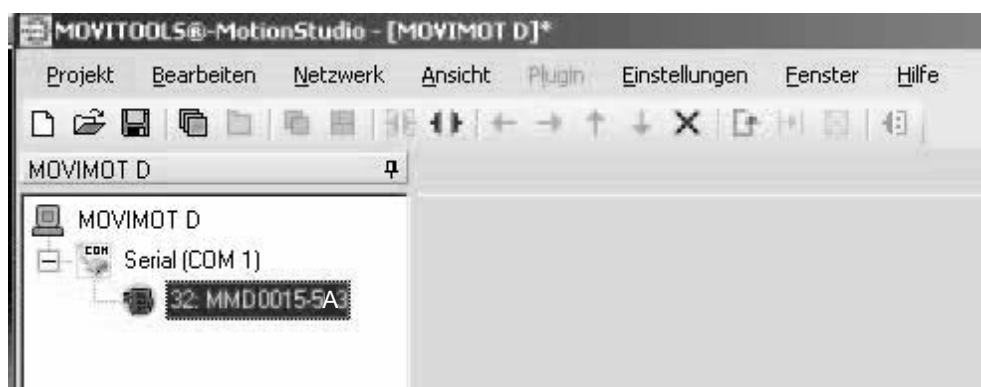 MOVITOOLS®-MotionStudio - [MOVIMOT D]*
Projekt Bearbeiten Netzwerk Ansicht Plugin Einstellungen Fenster Hilfe
MOVIMOT D
MOVIMOT D
COM Serial (COM 1)
32: MMD0015-5A3